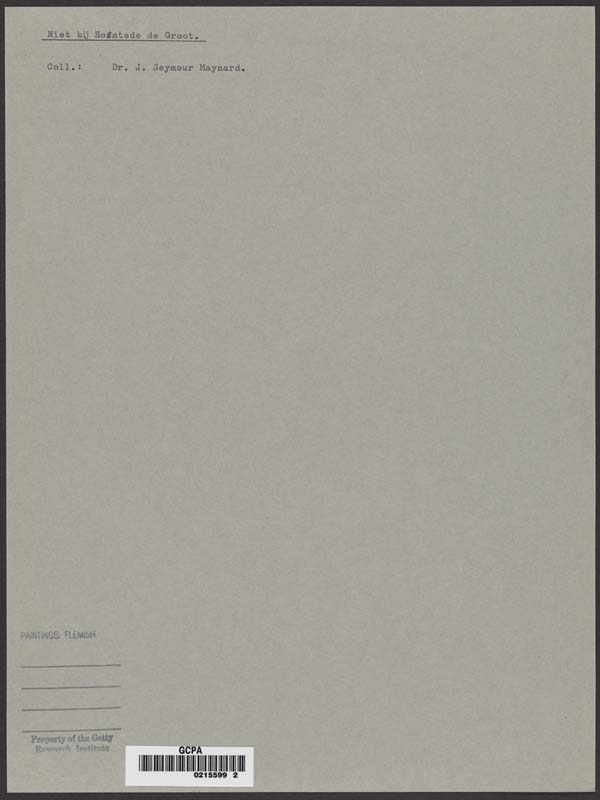 Niet bij Hofstede de Groot.
Coll.: Dr. J. Seymour Maynard.
PAINTINGS: FLEMISH
Property of the Getty
Research Institute
GCPA
0215599 2